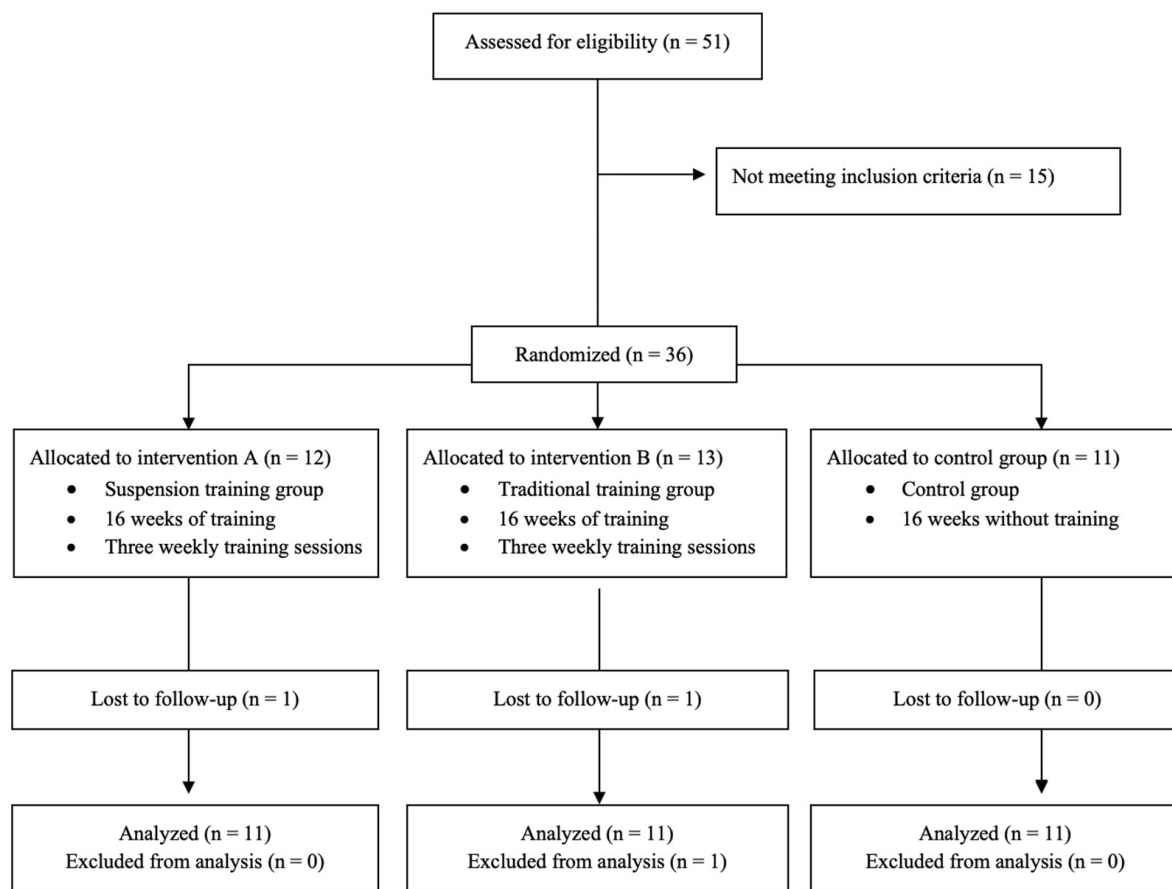 Assessed for eligibility (n = 51)
Not meeting inclusion criteria (n = 15)
Randomized (n = 36)
Allocated to intervention A (n = 12)
• Suspension training group
• 16 weeks of training
• Three weekly training sessions
Allocated to intervention B (n = 13)
• Traditional training group
• 16 weeks of training
• Three weekly training sessions
Allocated to control group (n = 11)
• Control group
• 16 weeks without training
Lost to follow-up (n = 1)
Lost to follow-up (n = 1)
Lost to follow-up (n = 0)
Analyzed (n = 11)
Excluded from analysis (n = 0)
Analyzed (n = 11)
Excluded from analysis (n = 1)
Analyzed (n = 11)
Excluded from analysis (n = 0)